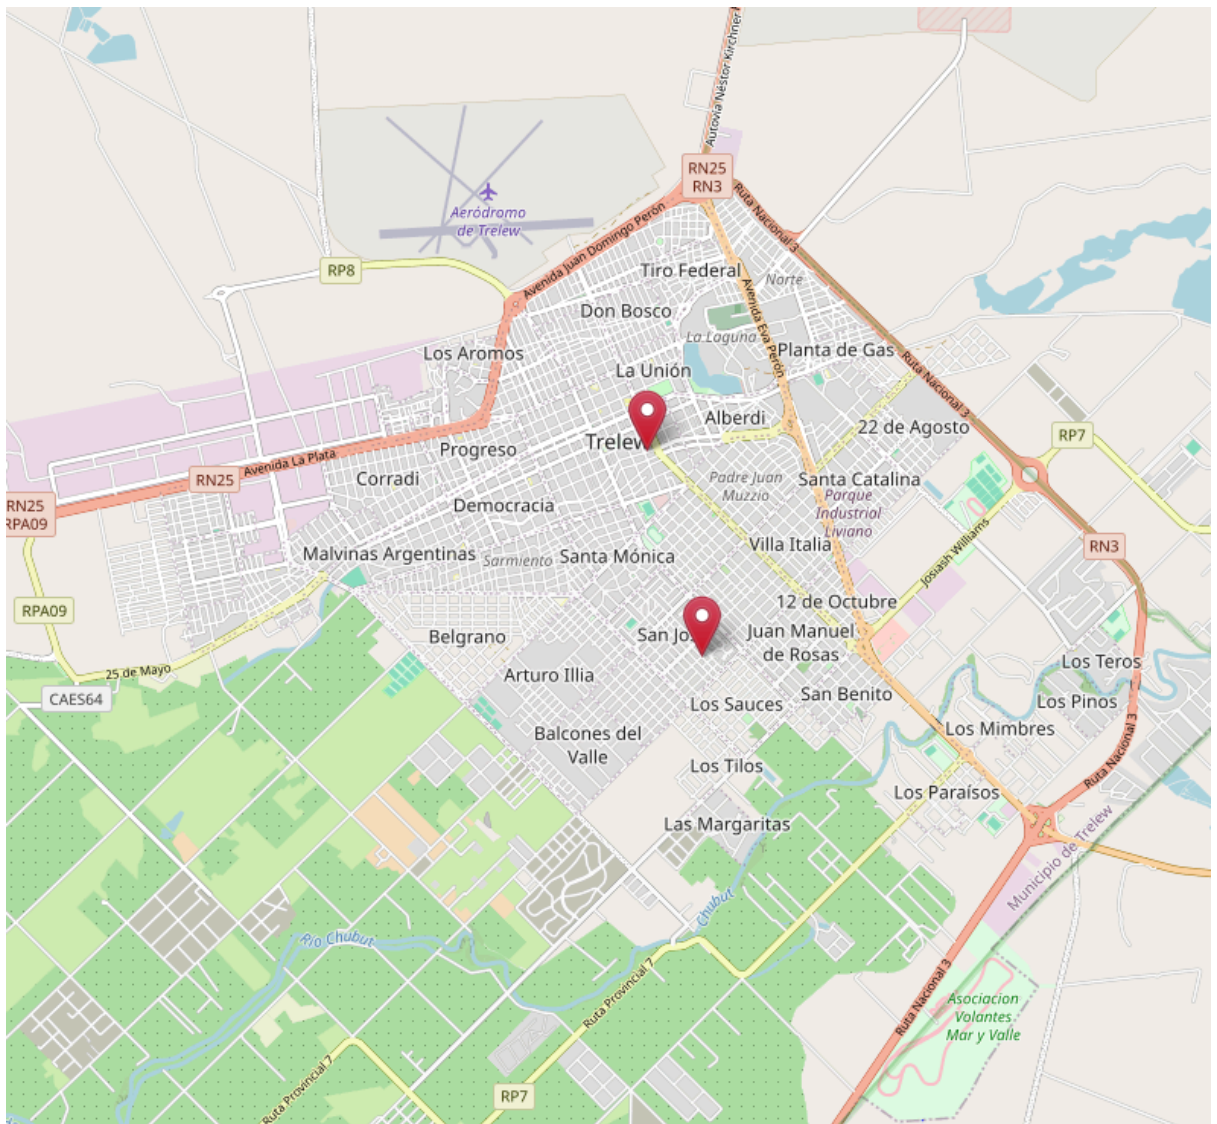 Autovía Néstor Kirchner
RN25
RN3
Ruta Nacional 3
Aeródromo
de Trelew
Avenida Juan Domingo Perón
RP8
Tiro Federal
Norte
Avenida Eva Perón
Don Bosco
La Laguna
Planta de Gas
Los Aromos
La Unión
Ruta Nacional 3
Alberdi
22 de Agosto
RP7
Trelew
Progreso
Avenida La Plata
RN25
Corradi
Padre Juan
Muzzio
Santa Catalina
Parque
Industrial
Liviano
RN25
RPA09
Democracia
Josiash Williams
Villa Italia
RN3
Malvinas Argentinas
Sarmiento
Santa Mónica
RPA09
12 de Octubre
Belgrano
San Jo
Juan Manuel
de Rosas
25 de Mayo
Los Teros
Arturo Illia
CAES64
San Benito
Los Pinos
Los Sauces
Los Mimbres
Balcones del
Valle
Ruta Nacional 3
Los Tilos
Los Paraísos
Las Margaritas
Municipio de Trelew
Chubut
Río Chubut
Ruta Provincial 7
Ruta Nacional 3
Asociacion
Volantes
Mar y Valle
Ruta Provincial 7
RP7